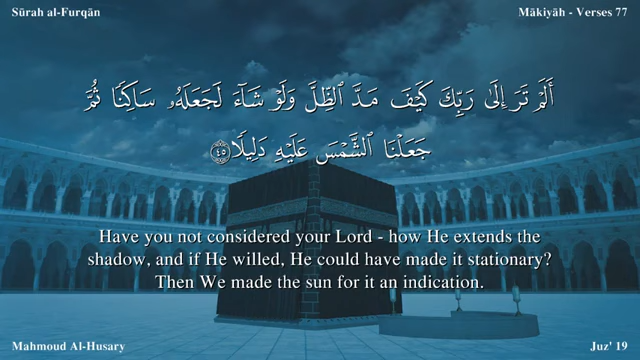 Sūrah al-Furqān
Mākiyāh - Verses 77
أَلَمْ تَرَ إِلَىٰ رَبِّكَ كَيْفَ مَدَّ ٱلظِّلَّ وَلَوْ شَآءَ لَجَعَلَهُۥ سَاكِنًا ثُمَّ
جَعَلْنَا ٱلشَّمْسَ عَلَيْهِ دَلِيلًا ٤٥
Have you not considered your Lord - how He extends the
shadow, and if He willed, He could have made it stationary?
Then We made the sun for it an indication.
Mahmoud Al-Husary
Juz' 19